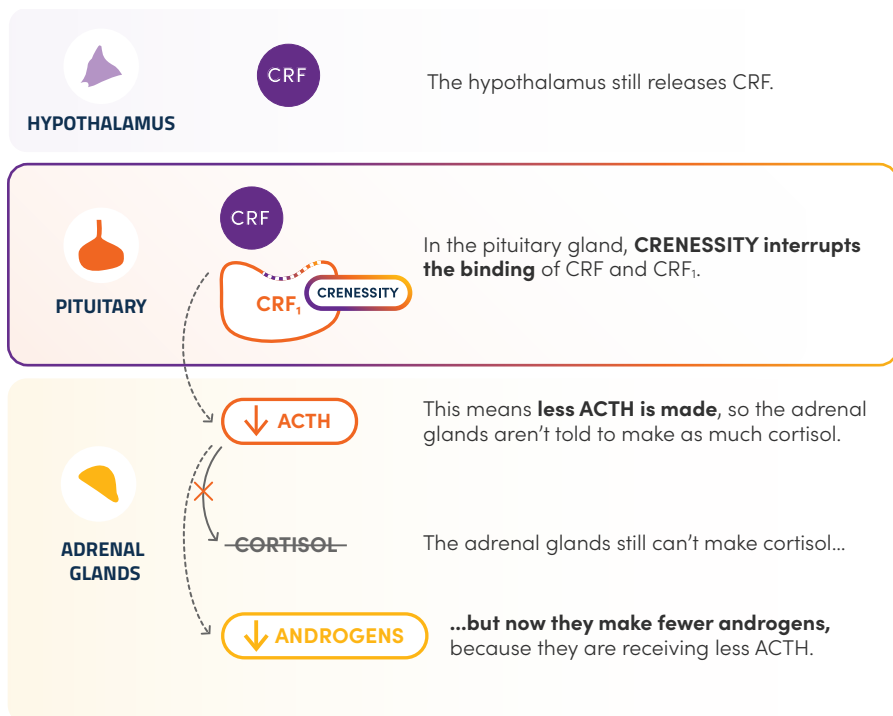 CRF
The hypothalamus still releases CRF.
HYPOTHALAMUS
CRF
In the pituitary gland, CRENESSITY interrupts
the binding of CRF and CRF₁.
PITUITARY
CRF₁
CRENESSITY
ACTH
This means less ACTH is made, so the adrenal
glands aren’t told to make as much cortisol.
ADRENAL
GLANDS
CORTISOL
The adrenal glands still can’t make cortisol...
ANDROGENS
...but now they make fewer androgens,
because they are receiving less ACTH.